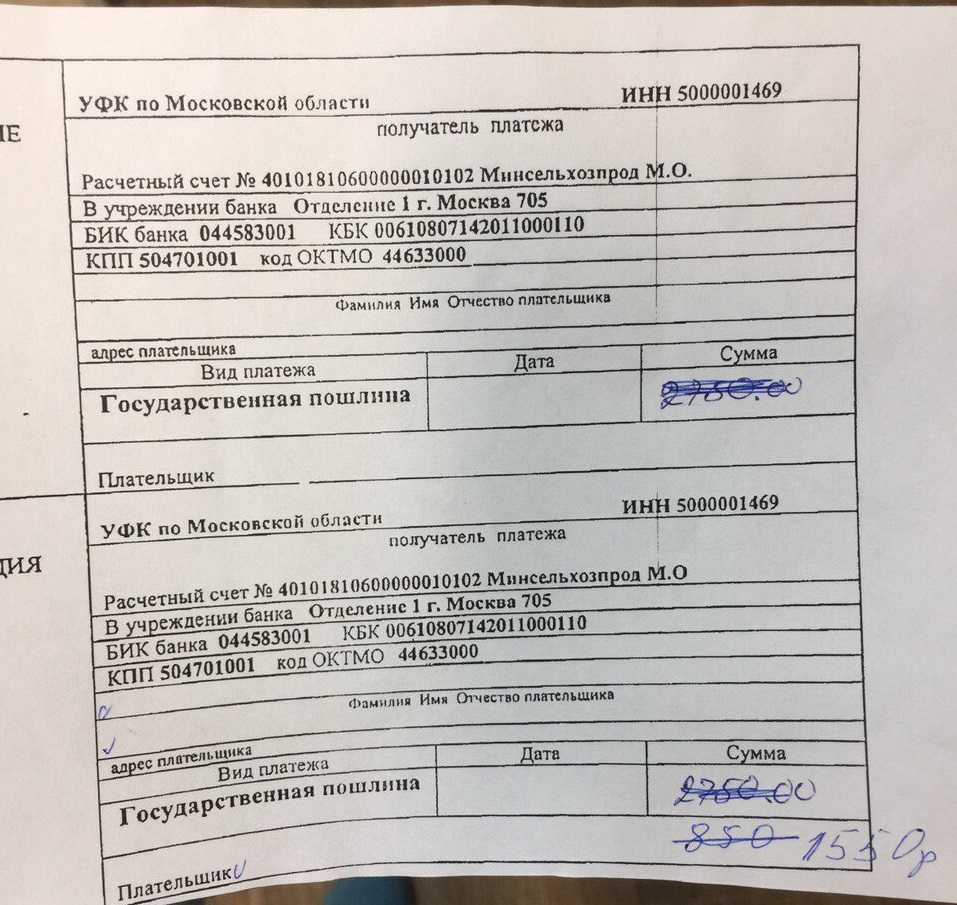 ИЕ
УФК по Московской области ИНН 5000001469
получатель платежа
Расчетный счет № 40101810600000010102 Минсельхозпрод М.О.
В учреждении банка Отделение 1 г. Москва 705
БИК банка 044583001 КБК 00610807142011000110
КПП 504701001 код ОКТМО 44633000
Фамилия Имя Отчество плательщика
адрес плательщика
Вид платежа Дата Сумма
Государственная пошлина 2750.00
Плательщик
УФК по Московской области ИНН 5000001469
получатель платежа
ЦИЯ
Расчетный счет № 40101810600000010102 Минсельхозпрод М.О
В учреждении банка Отделение 1 г. Москва 705
БИК банка 044583001 КБК 00610807142011000110
КПП 504701001 код ОКТМО 44633000
Фамилия Имя Отчество плательщика
адрес плательщика
Вид платежа Дата Сумма
Государственная пошлина 2750.00
850 1550р
Плательщик